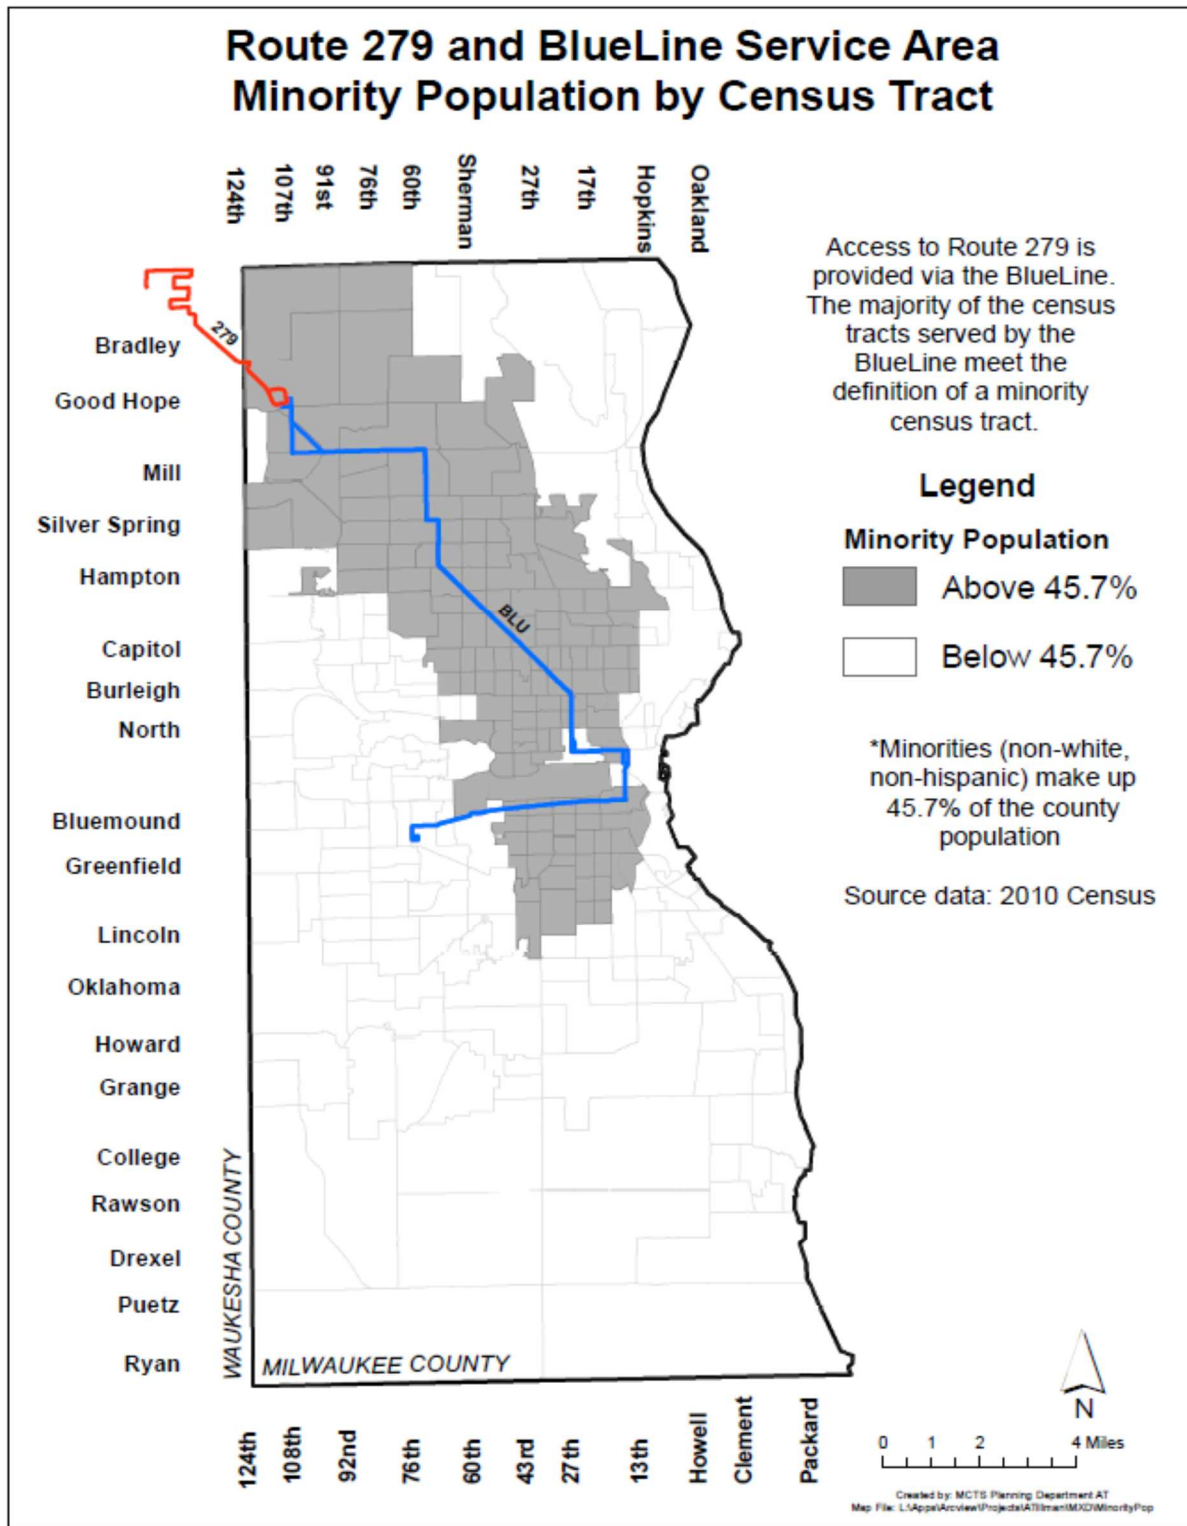 Route 279 and BlueLine Service Area
Minority Population by Census Tract
124th
107th
91st
76th
60th
Sherman
27th
17th
Hopkins
Oakland
Access to Route 279 is
provided via the BlueLine.
The majority of the census
tracts served by the
BlueLine meet the
definition of a minority
census tract.
279
Bradley
Good Hope
Mill
Silver Spring
Hampton
BLU
Capitol
Burleigh
North
Bluemound
Greenfield
Lincoln
Oklahoma
Howard
Grange
College
Rawson
Drexel
Puetz
Ryan
Legend
Minority Population
Above 45.7%
Below 45.7%
*Minorities (non-white,
non-hispanic) make up
45.7% of the county
population
Source data: 2010 Census
WAUKESHA COUNTY
MILWAUKEE COUNTY
124th
108th
92nd
76th
60th
43rd
27th
13th
Howell
Clement
Packard
N
0 1 2 4 Miles
Created by: MCTS Planning Department AT
Map File: